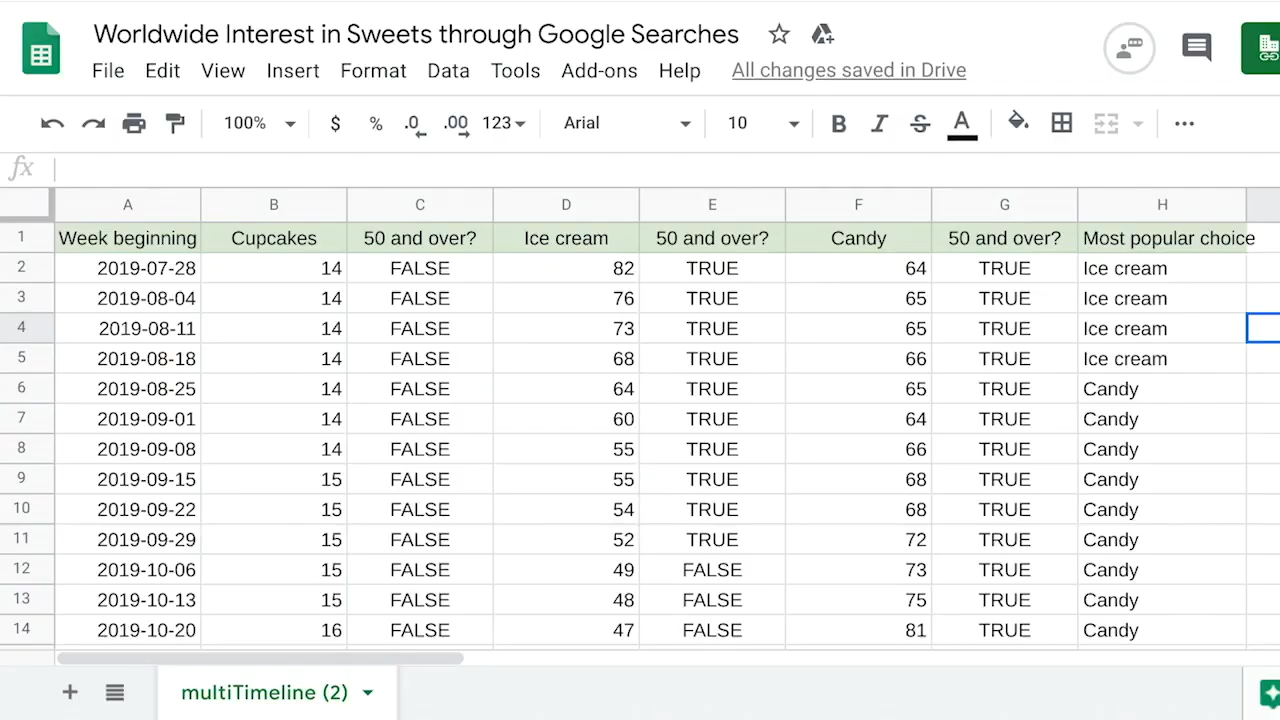 Worldwide Interest in Sweets through Google Searches
File Edit View Insert Format Data Tools Add-ons Help All changes saved in Drive
100% $ % .0 .00 123 Arial 10 B I S A
fx
A B C D E F G H
1 Week beginning Cupcakes 50 and over? Ice cream 50 and over? Candy 50 and over? Most popular choice
2 2019-07-28 14 FALSE 82 TRUE 64 TRUE Ice cream
3 2019-08-04 14 FALSE 76 TRUE 65 TRUE Ice cream
4 2019-08-11 14 FALSE 73 TRUE 65 TRUE Ice cream
5 2019-08-18 14 FALSE 68 TRUE 66 TRUE Ice cream
6 2019-08-25 14 FALSE 64 TRUE 65 TRUE Candy
7 2019-09-01 14 FALSE 60 TRUE 64 TRUE Candy
8 2019-09-08 14 FALSE 55 TRUE 66 TRUE Candy
9 2019-09-15 15 FALSE 55 TRUE 68 TRUE Candy
10 2019-09-22 15 FALSE 54 TRUE 68 TRUE Candy
11 2019-09-29 15 FALSE 52 TRUE 72 TRUE Candy
12 2019-10-06 15 FALSE 49 FALSE 73 TRUE Candy
13 2019-10-13 15 FALSE 48 FALSE 75 TRUE Candy
14 2019-10-20 16 FALSE 47 FALSE 81 TRUE Candy
multiTimeline (2)